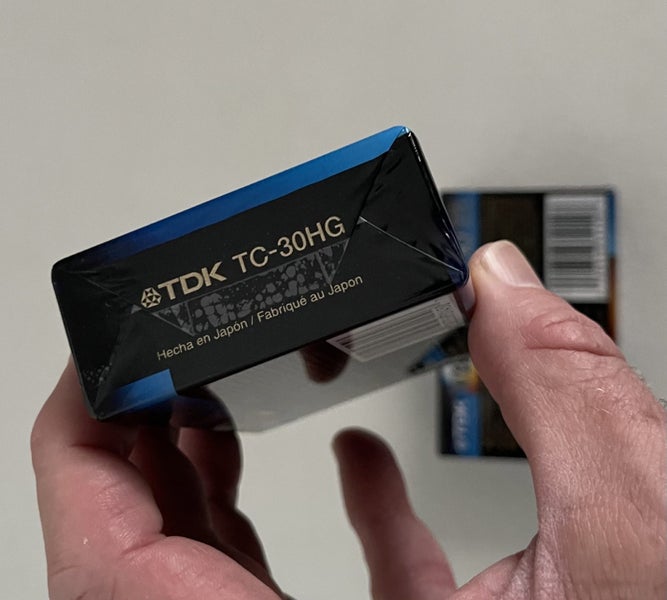 TDK TC-30HG
Hecha en Japón / Fabriqué au Japon